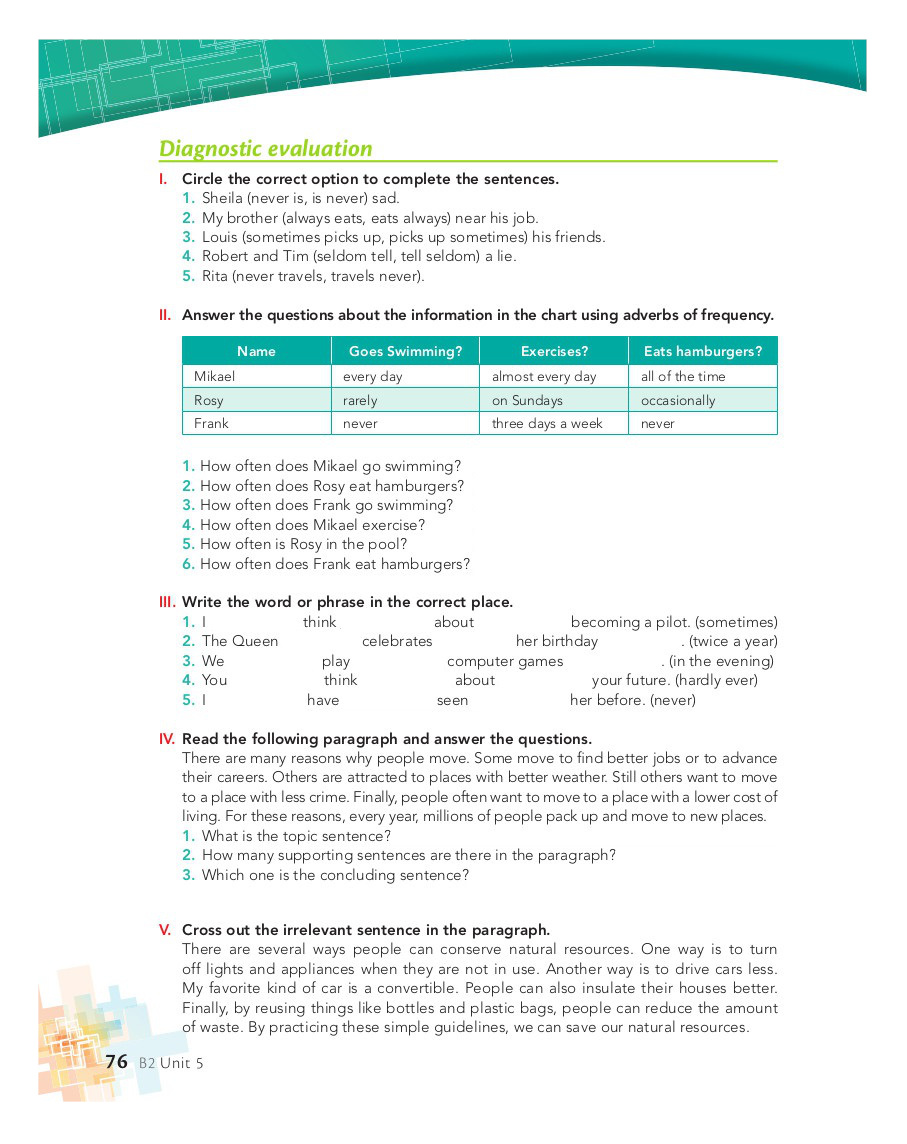 Diagnostic evaluation
I. Circle the correct option to complete the sentences.
1. Sheila (never is, is never) sad.
2. My brother (always eats, eats always) near his job.
3. Louis (sometimes picks up, picks up sometimes) his friends.
4. Robert and Tim (seldom tell, tell seldom) a lie.
5. Rita (never travels, travels never).
II. Answer the questions about the information in the chart using adverbs of frequency.
Name Goes Swimming? Exercises? Eats hamburgers?
Mikael every day almost every day all of the time
Rosy rarely on Sundays occasionally
Frank never three days a week never
1. How often does Mikael go swimming?
2. How often does Rosy eat hamburgers?
3. How often does Frank go swimming?
4. How often does Mikael exercise?
5. How often is Rosy in the pool?
6. How often does Frank eat hamburgers?
III. Write the word or phrase in the correct place.
1. I think about becoming a pilot. (sometimes)
2. The Queen celebrates her birthday . (twice a year)
3. We play computer games . (in the evening)
4. You think about your future. (hardly ever)
5. I have seen her before. (never)
IV. Read the following paragraph and answer the questions.
There are many reasons why people move. Some move to find better jobs or to advance
their careers. Others are attracted to places with better weather. Still others want to move
to a place with less crime. Finally, people often want to move to a place with a lower cost of
living. For these reasons, every year, millions of people pack up and move to new places.
1. What is the topic sentence?
2. How many supporting sentences are there in the paragraph?
3. Which one is the concluding sentence?
V. Cross out the irrelevant sentence in the paragraph.
There are several ways people can conserve natural resources. One way is to turn
off lights and appliances when they are not in use. Another way is to drive cars less.
My favorite kind of car is a convertible. People can also insulate their houses better.
Finally, by reusing things like bottles and plastic bags, people can reduce the amount
of waste. By practicing these simple guidelines, we can save our natural resources.
76 B2 Unit 5